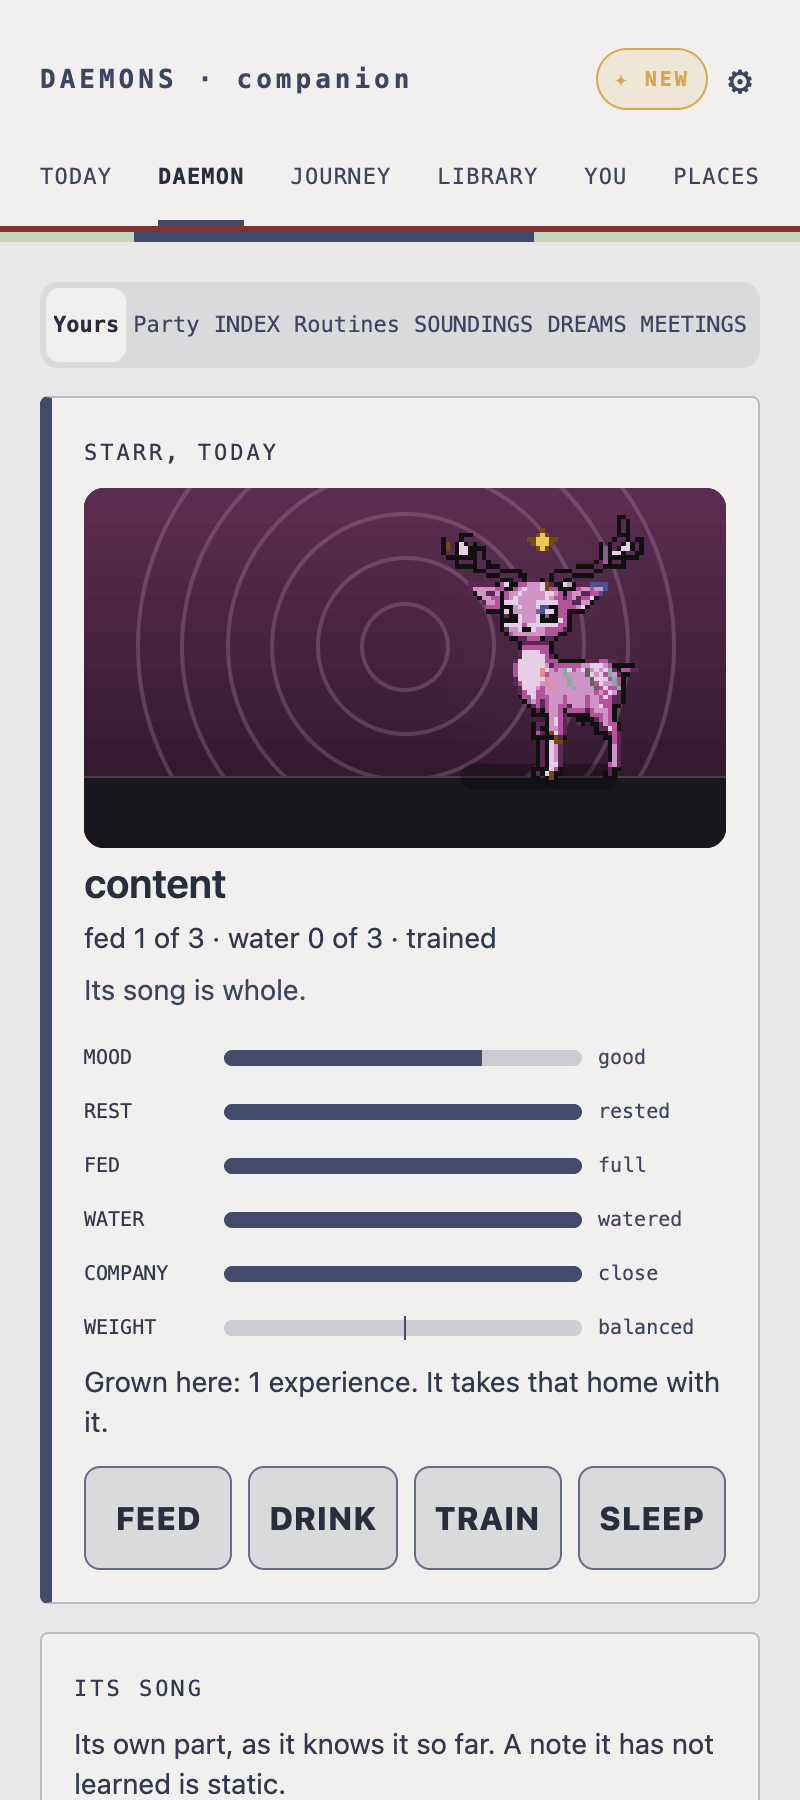 DAEMONS · companion
✦ NEW
⚙
TODAY DAEMON JOURNEY LIBRARY YOU PLACES
Yours Party INDEX Routines SOUNDINGS DREAMS MEETINGS
STARR, TODAY
content
fed 1 of 3 · water 0 of 3 · trained
Its song is whole.
MOOD good
REST rested
FED full
WATER watered
COMPANY close
WEIGHT balanced
Grown here: 1 experience. It takes that home with
it.
FEED DRINK TRAIN SLEEP
ITS SONG
Its own part, as it knows it so far. A note it has not
learned is static.